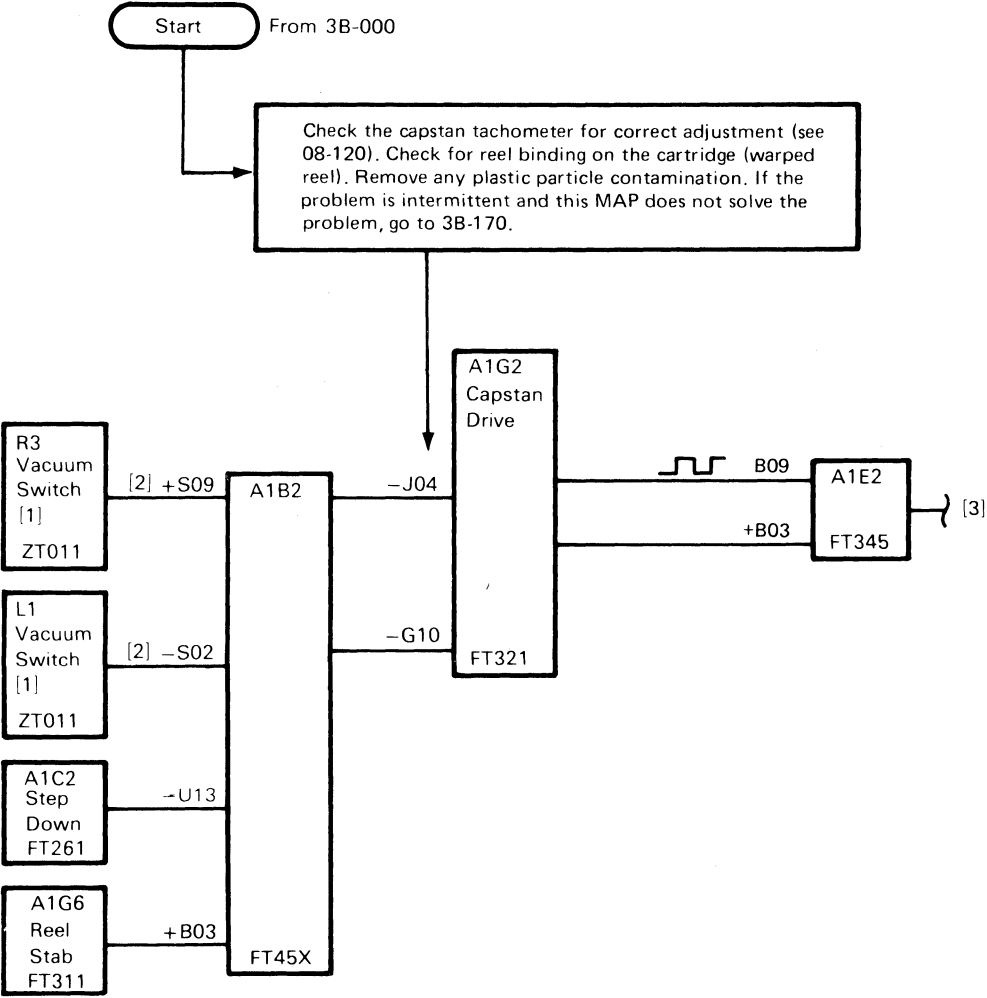 Start
From 3B-000
Check the capstan tachometer for correct adjustment (see
08-120). Check for reel binding on the cartridge (warped
reel). Remove any plastic particle contamination. If the
problem is intermittent and this MAP does not solve the
problem, go to 3B-170.
A1G2
Capstan
Drive
FT321
R3
Vacuum
Switch
[1]
ZT011
[2] +S09
A1B2
FT45X
−J04
B09
+B03
A1E2
FT345
[3]
L1
Vacuum
Switch
[1]
ZT011
[2] −S02
−G10
A1C2
Step
Down
FT261
−U13
A1G6
Reel
Stab
FT311
+B03